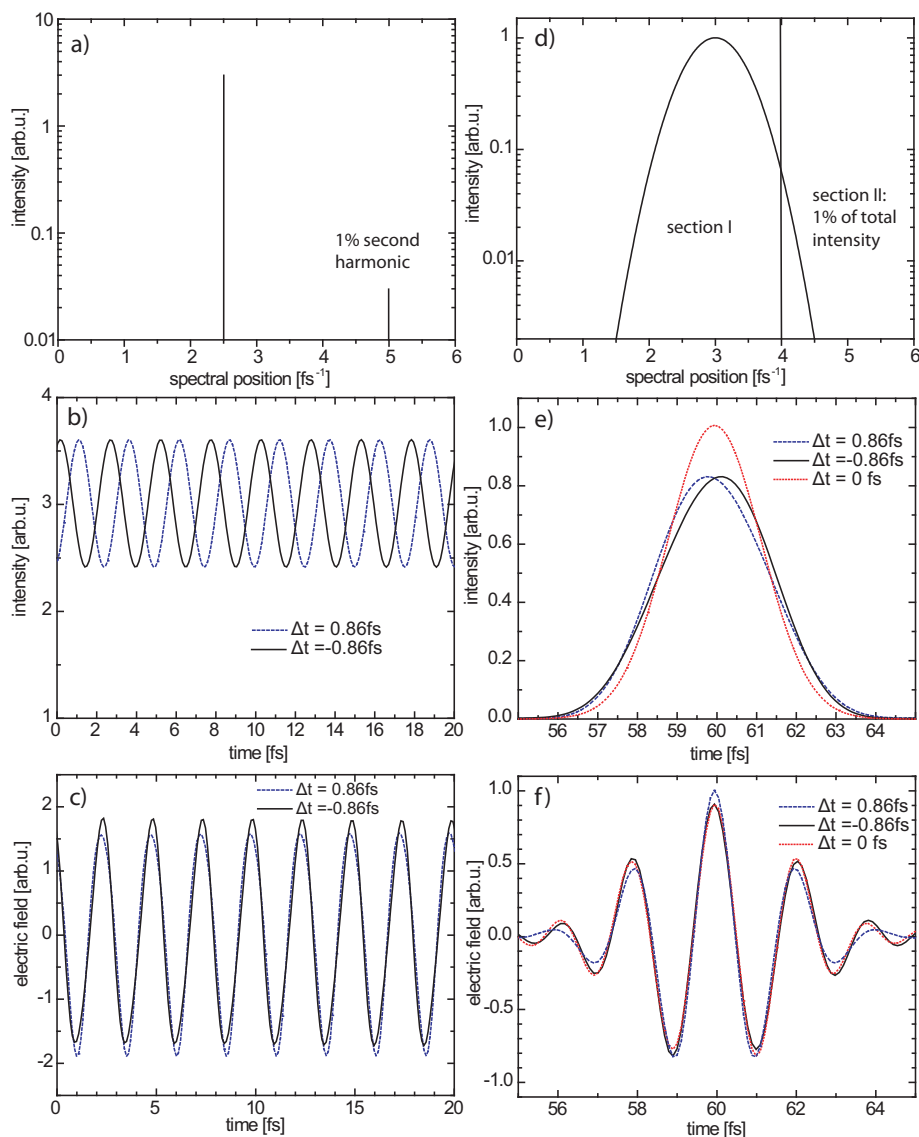 a)
intensity [arb.u.]
10
1
0.1
0.01
1% second
harmonic
0 1 2 3 4 5 6
spectral position [fs⁻¹]
d)
intensity [arb.u.]
1
0.1
0.01
section I
section II:
1% of total
intensity
0 1 2 3 4 5 6
spectral position [fs⁻¹]
b)
intensity [arb.u.]
4
3
2
1
Δt = 0.86fs
Δt =-0.86fs
0 2 4 6 8 10 12 14 16 18 20
time [fs]
e)
intensity [arb.u.]
1.0
0.8
0.6
0.4
0.2
0.0
Δt = 0.86fs
Δt =-0.86fs
Δt = 0 fs
56 57 58 59 60 61 62 63 64
time [fs]
c)
electric field [arb.u.]
2
1
0
-1
-2
Δt = 0.86fs
Δt =-0.86fs
0 5 10 15 20
time [fs]
f)
electric field [arb.u.]
1.0
0.5
0.0
-0.5
-1.0
Δt = 0.86fs
Δt =-0.86fs
Δt = 0 fs
56 58 60 62 64
time [fs]